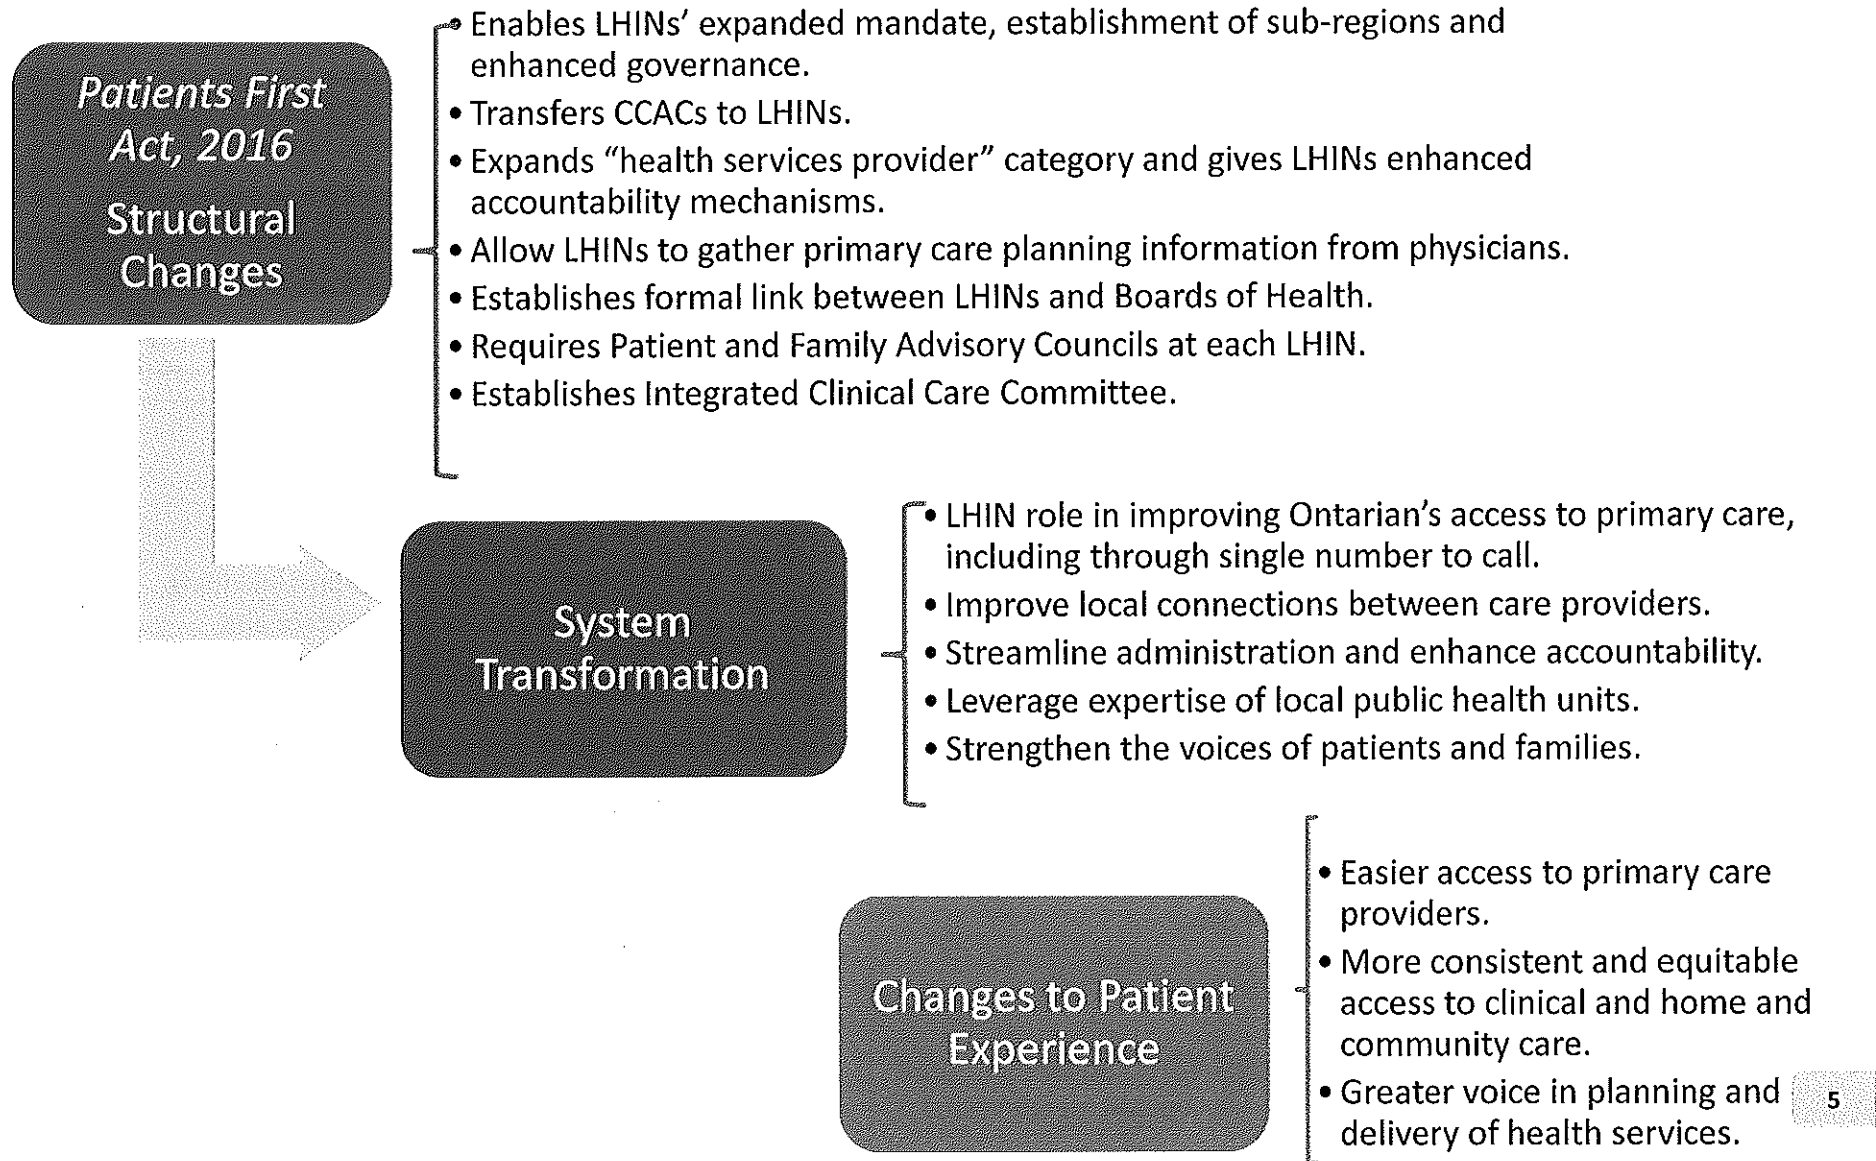 Patients First
Act, 2016
Structural
Changes
• Enables LHINs' expanded mandate, establishment of sub-regions and
enhanced governance.
• Transfers CCACs to LHINs.
• Expands "health services provider" category and gives LHINs enhanced
accountability mechanisms.
• Allow LHINs to gather primary care planning information from physicians.
• Establishes formal link between LHINs and Boards of Health.
• Requires Patient and Family Advisory Councils at each LHIN.
• Establishes Integrated Clinical Care Committee.
System
Transformation
• LHIN role in improving Ontarian's access to primary care,
including through single number to call.
• Improve local connections between care providers.
• Streamline administration and enhance accountability.
• Leverage expertise of local public health units.
• Strengthen the voices of patients and families.
Changes to Patient
Experience
• Easier access to primary care
providers.
• More consistent and equitable
access to clinical and home and
community care.
• Greater voice in planning and
delivery of health services.
5